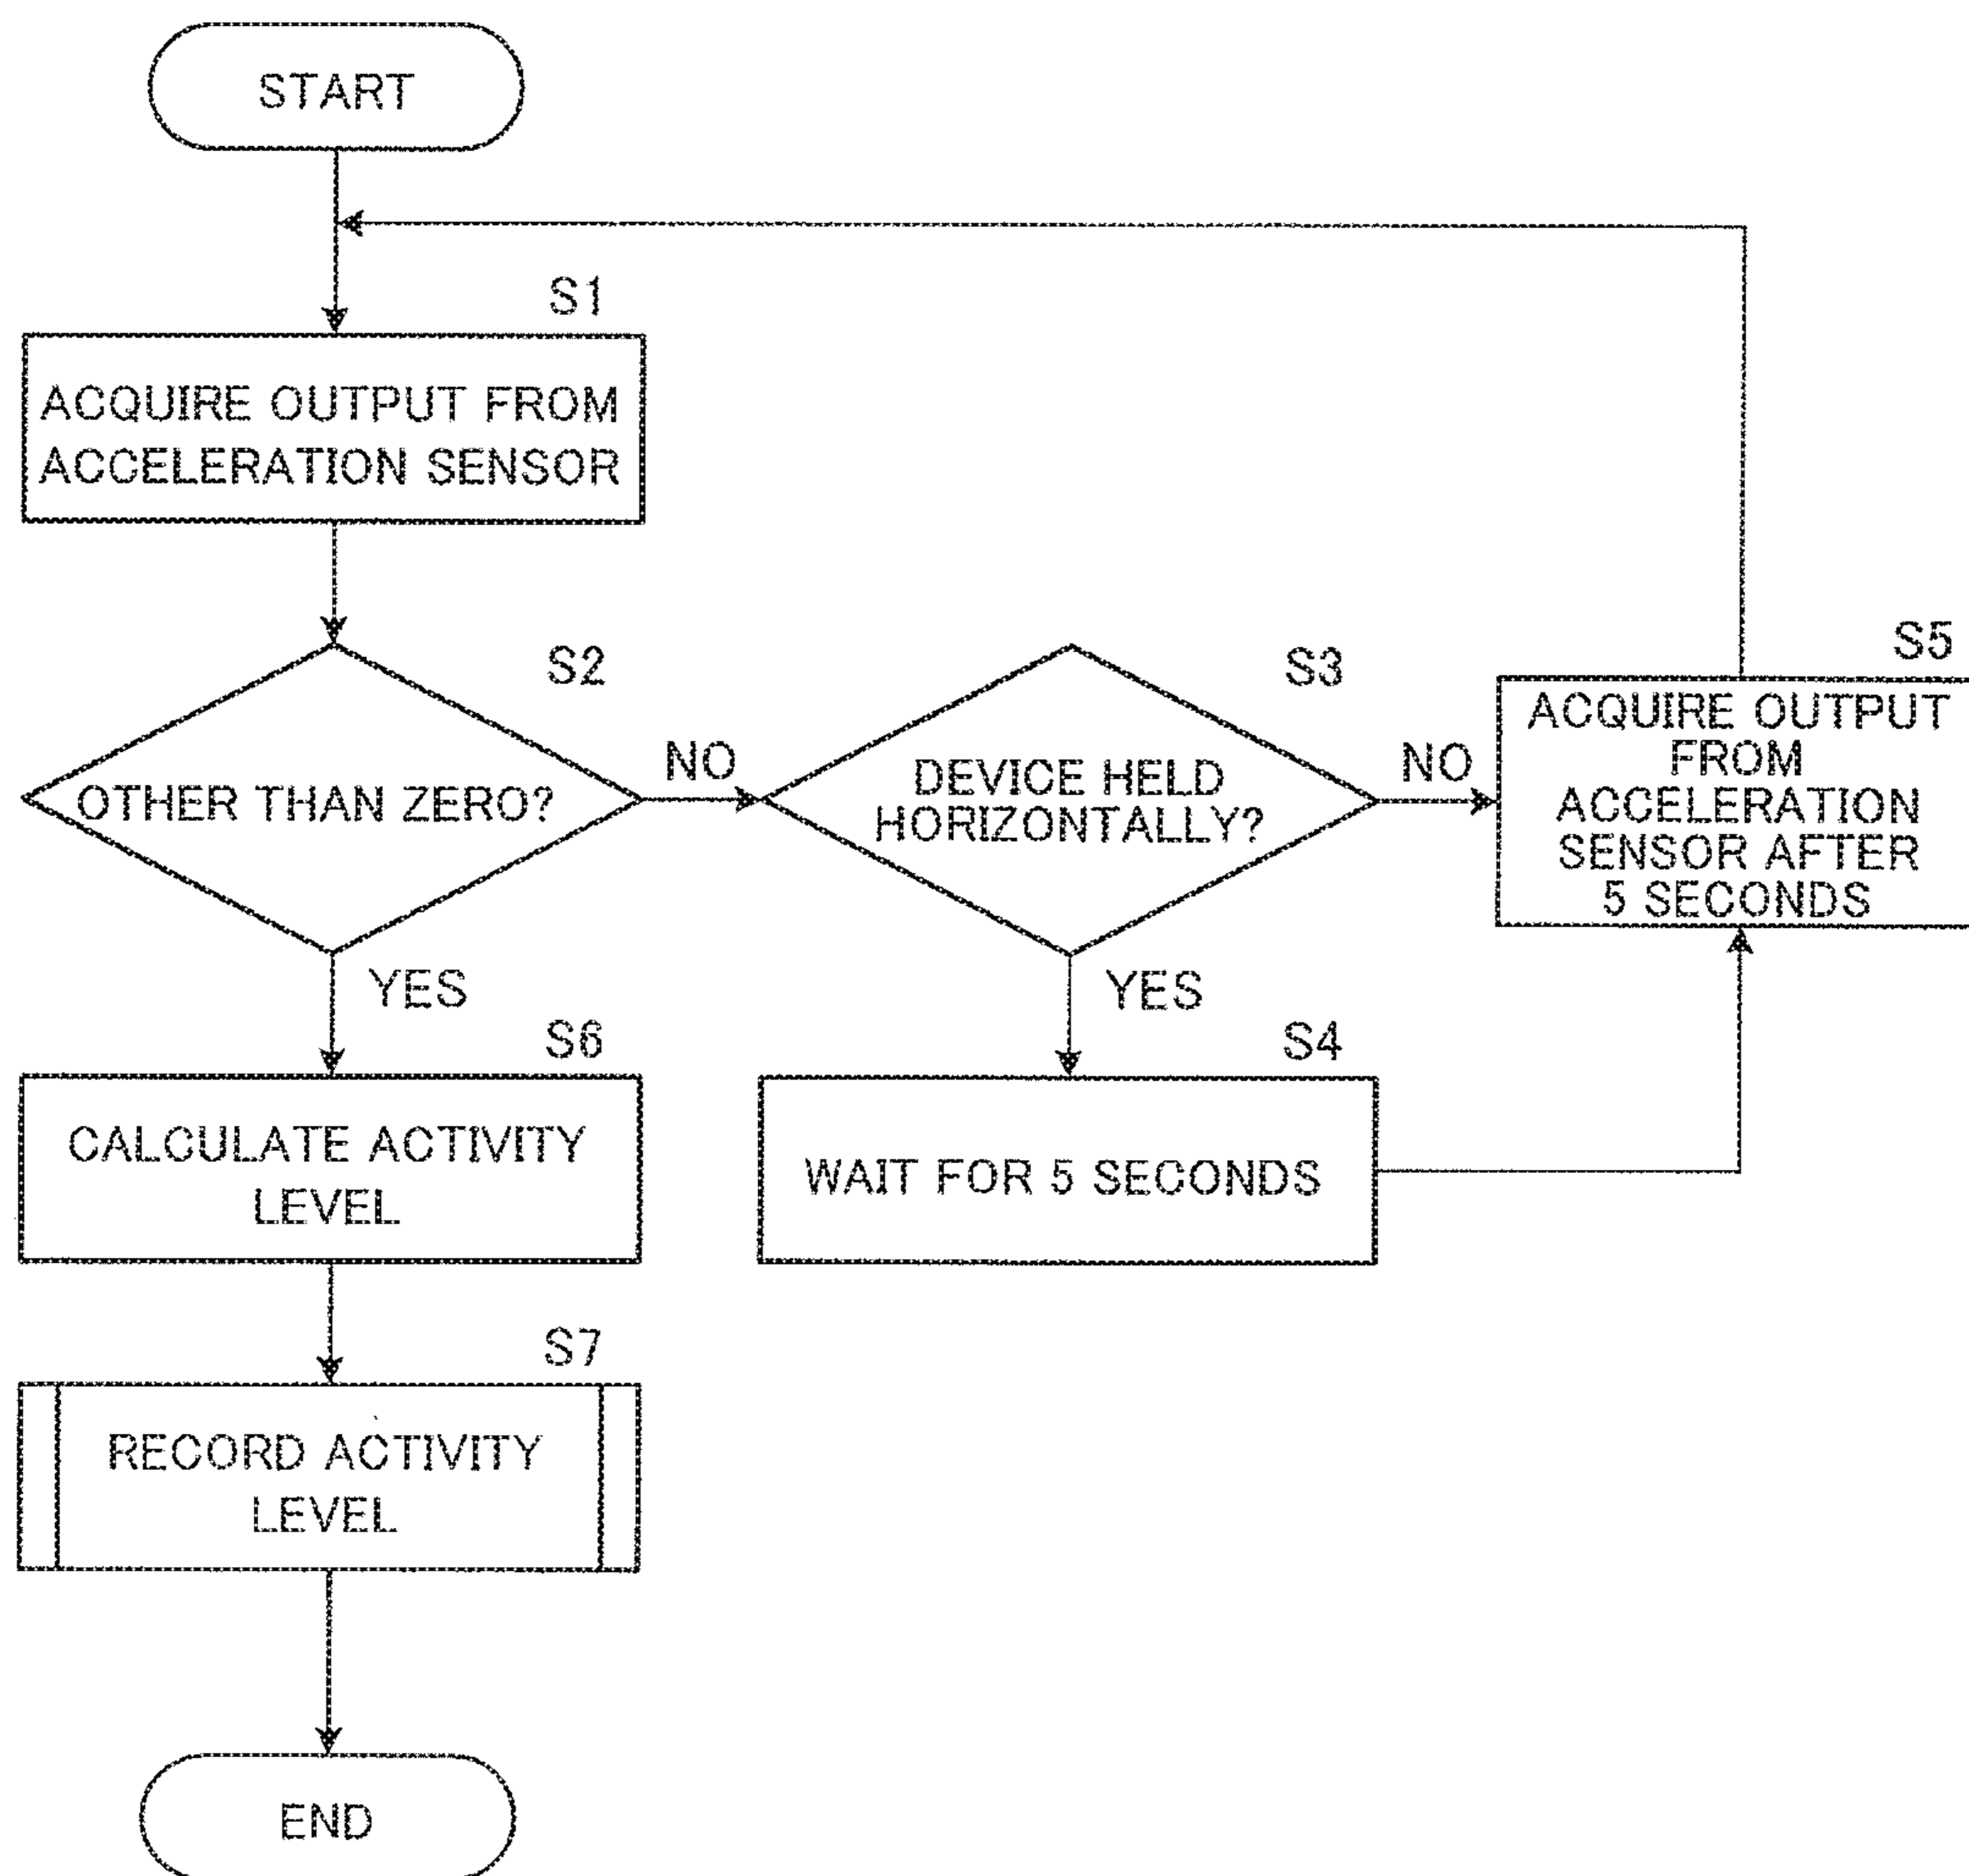 START
S1
ACQUIRE OUTPUT FROM
ACCELERATION SENSOR
S2
OTHER THAN ZERO?
NO
YES
S3
DEVICE HELD
HORIZONTALLY?
NO
YES
S5
ACQUIRE OUTPUT
FROM
ACCELERATION
SENSOR AFTER
5 SECONDS
S4
WAIT FOR 5 SECONDS
S6
CALCULATE ACTIVITY
LEVEL
S7
RECORD ACTIVITY
LEVEL
END